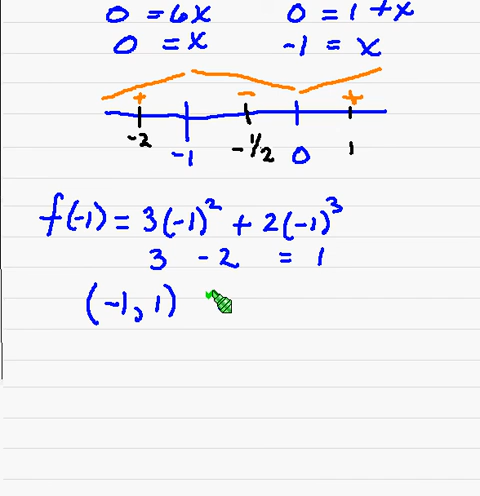 0 = 6x 0 = 1 + x
0 = x -1 = x
+ - +
-2 -1 -1/2 0 1
f(-1) = 3(-1)² + 2(-1)³
3 - 2 = 1
(-1, 1)